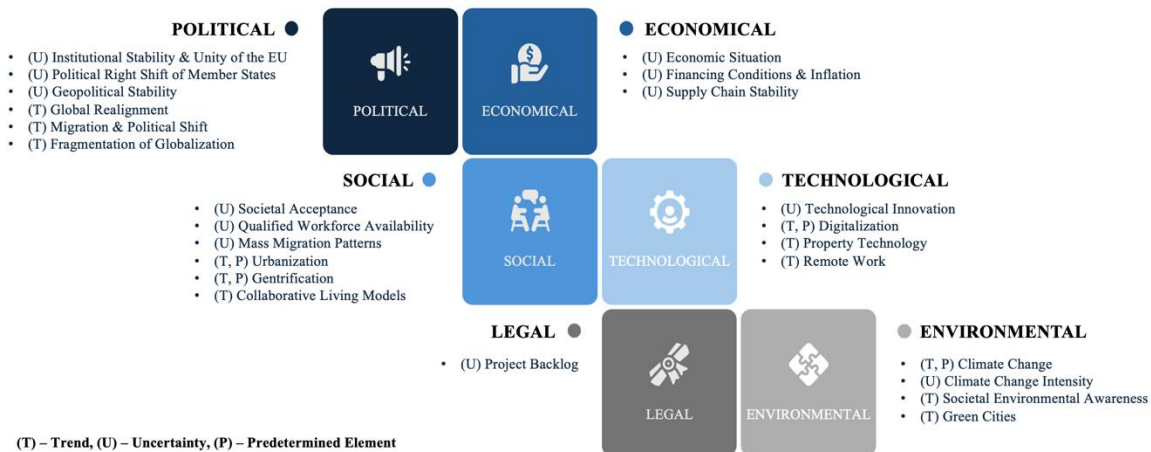 POLITICAL
• (U) Institutional Stability & Unity of the EU
• (U) Political Right Shift of Member States
• (U) Geopolitical Stability
• (T) Global Realignment
• (T) Migration & Political Shift
• (T) Fragmentation of Globalization
POLITICAL
ECONOMICAL
$
ECONOMICAL
• (U) Economic Situation
• (U) Financing Conditions & Inflation
• (U) Supply Chain Stability
SOCIAL
• (U) Societal Acceptance
• (U) Qualified Workforce Availability
• (U) Mass Migration Patterns
• (T, P) Urbanization
• (T, P) Gentrification
• (T) Collaborative Living Models
SOCIAL
TECHNOLOGICAL
TECHNOLOGICAL
• (U) Technological Innovation
• (T, P) Digitalization
• (T) Property Technology
• (T) Remote Work
LEGAL
• (U) Project Backlog
LEGAL
ENVIRONMENTAL
ENVIRONMENTAL
• (T, P) Climate Change
• (U) Climate Change Intensity
• (T) Societal Environmental Awareness
• (T) Green Cities
(T) – Trend, (U) – Uncertainty, (P) – Predetermined Element